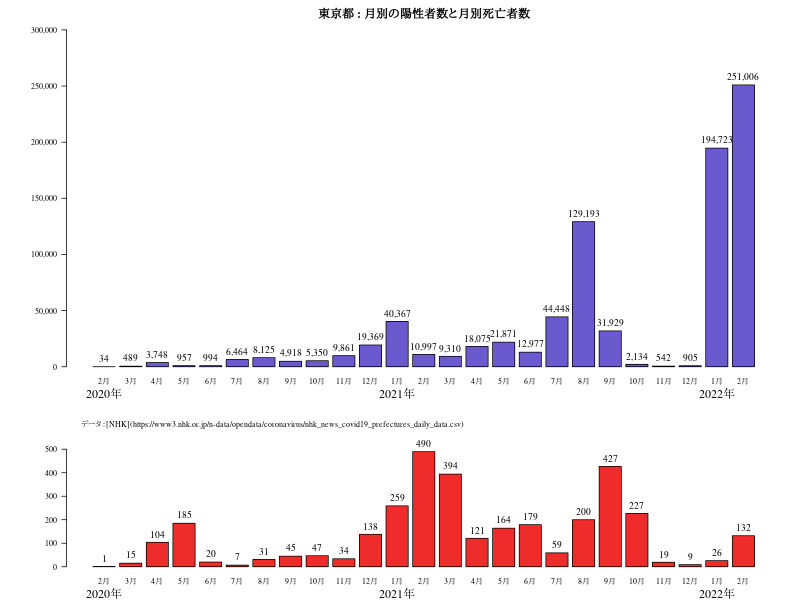 東京都 : 月別の陽性者数と月別死亡者数
300,000
250,000
200,000
150,000
100,000
50,000
0
34 489 3,748 957 994 6,464 8,125 4,918 5,350 9,861 19,369 40,367 10,997 9,310 18,075 21,871 12,977 44,448 129,193 31,929 2,134 542 905 194,723 251,006
2月 3月 4月 5月 6月 7月 8月 9月 10月 11月 12月 1月 2月 3月 4月 5月 6月 7月 8月 9月 10月 11月 12月 1月 2月
2020年 2021年 2022年
データ : [NHK](https://www3.nhk.or.jp/n-data/opendata/coronavirus/nhk_news_covid19_prefectures_daily_data.csv)
500
400
300
200
100
0
1 15 104 185 20 7 31 45 47 34 138 259 490 394 121 164 179 59 200 427 227 19 9 26 132
2月 3月 4月 5月 6月 7月 8月 9月 10月 11月 12月 1月 2月 3月 4月 5月 6月 7月 8月 9月 10月 11月 12月 1月 2月
2020年 2021年 2022年